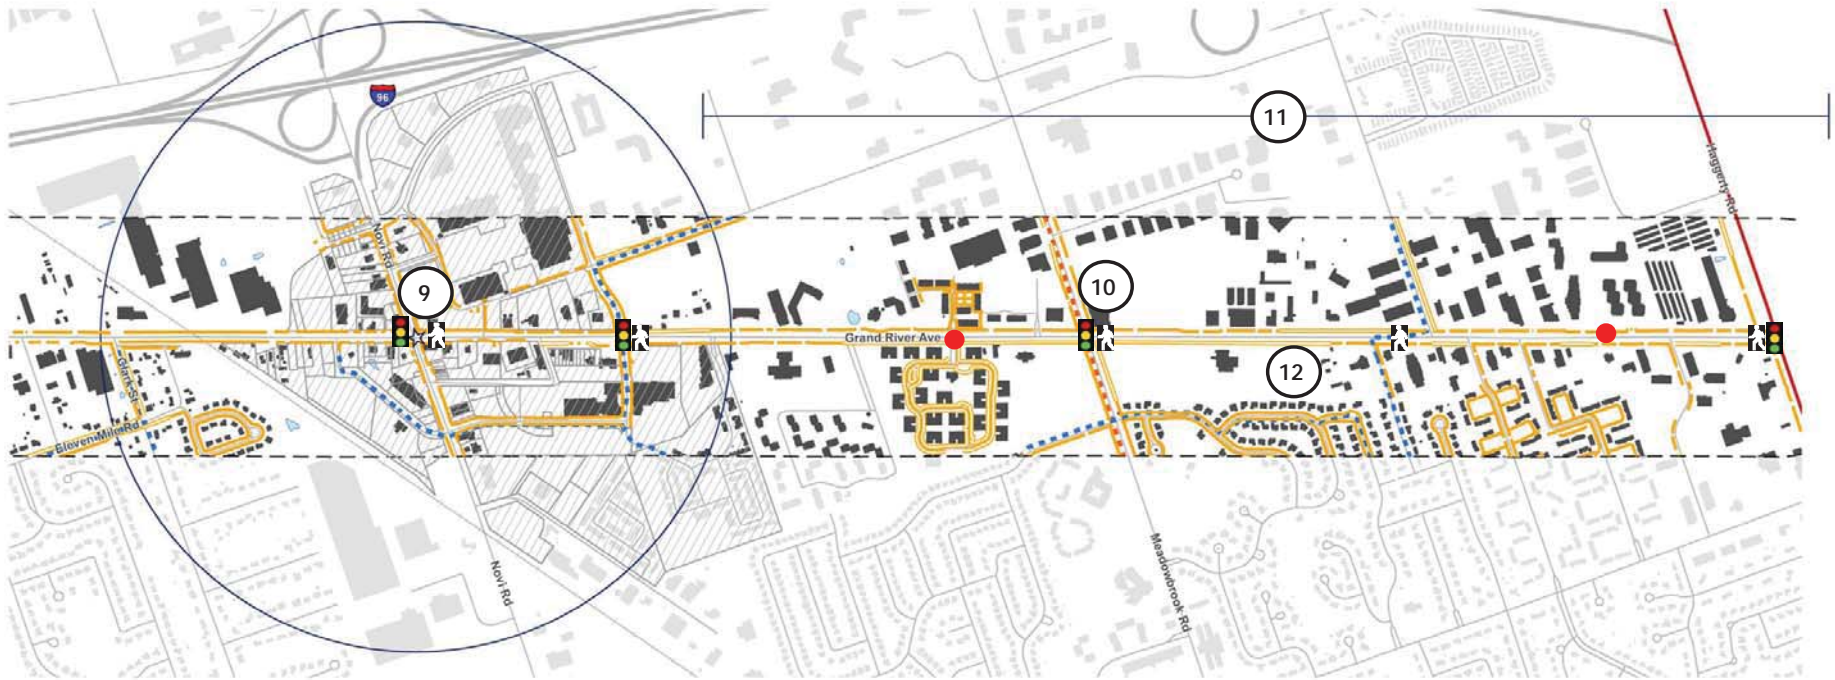 96
11
Haggerty Rd
Novi Rd
9
10
Grand River Ave
Clark St
12
Eleven Mile Rd
Novi Rd
Meadowbrook Rd